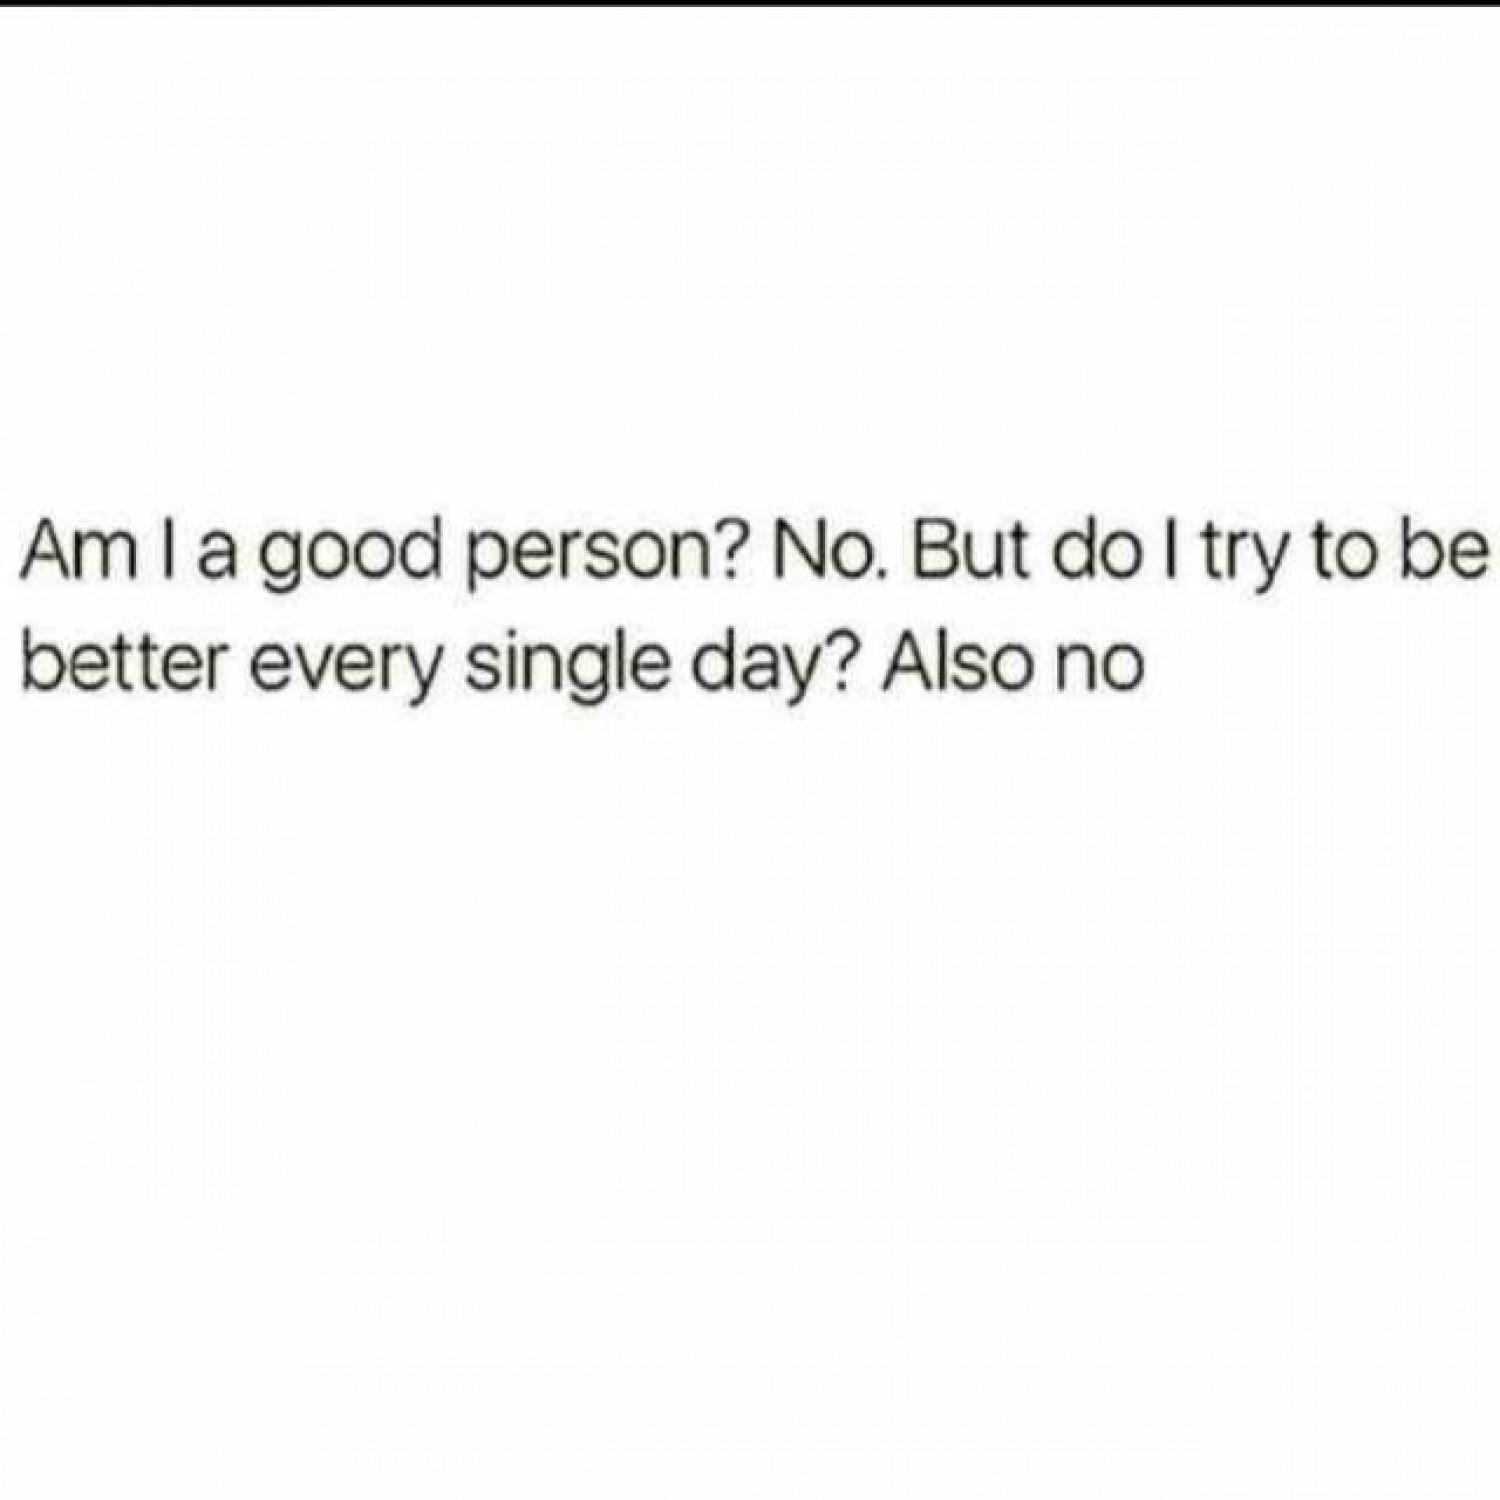 Am I a good person? No. But do I try to be
better every single day? Also no